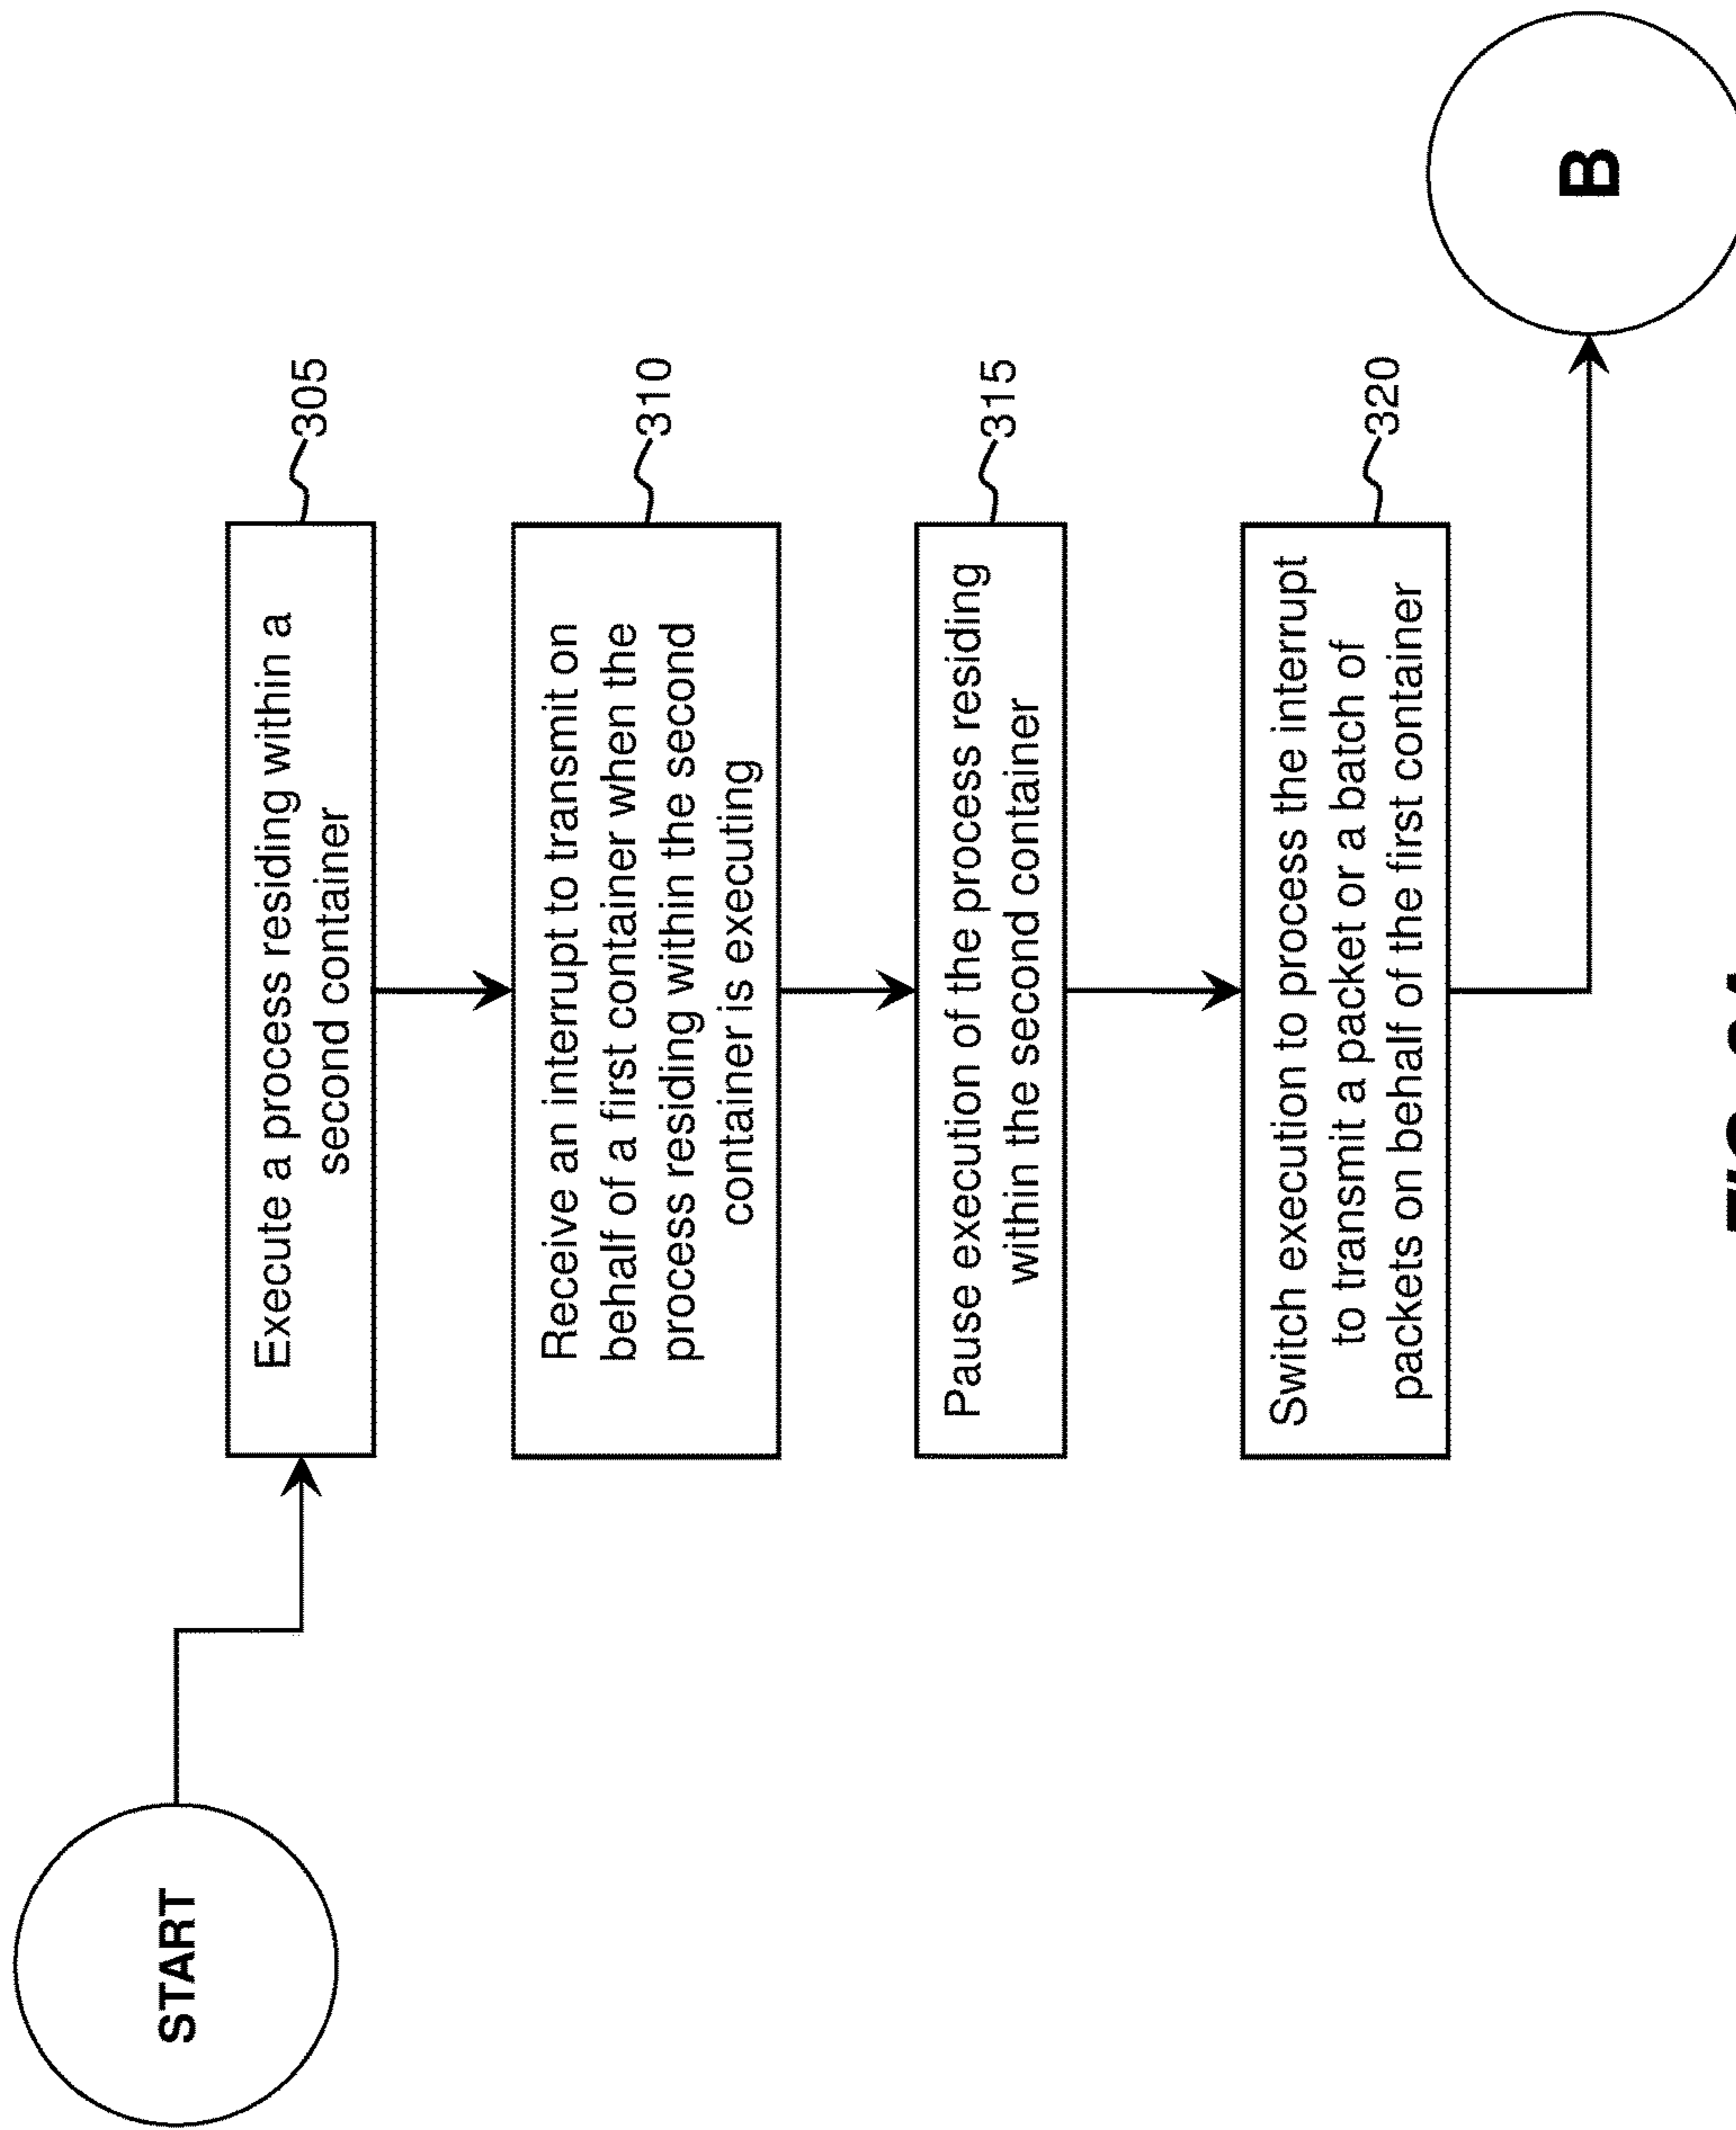 START
Execute a process residing within a
second container
305
Receive an interrupt to transmit on
behalf of a first container when the
process residing within the second
container is executing
310
Pause execution of the process residing
within the second container
315
Switch execution to process the interrupt
to transmit a packet or a batch of
packets on behalf of the first container
320
B